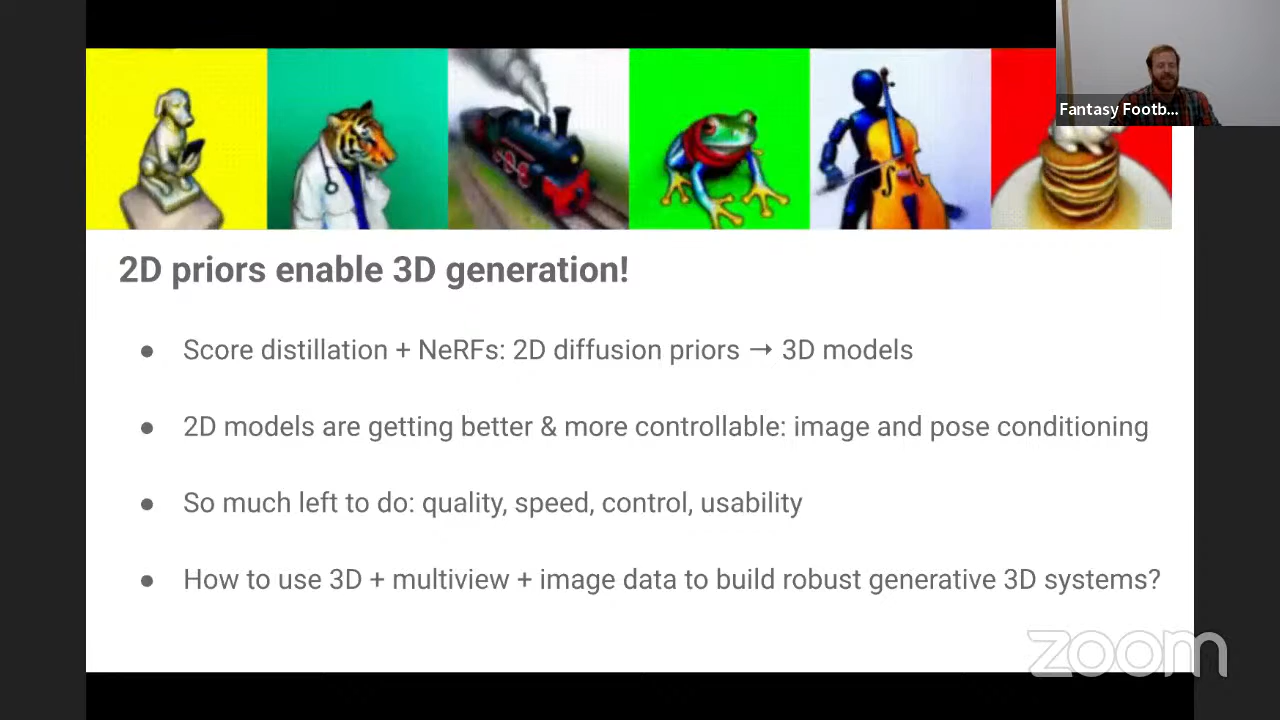 Fantasy Footb...
2D priors enable 3D generation!
● Score distillation + NeRFs: 2D diffusion priors → 3D models
● 2D models are getting better & more controllable: image and pose conditioning
● So much left to do: quality, speed, control, usability
● How to use 3D + multiview + image data to build robust generative 3D systems?
zoom